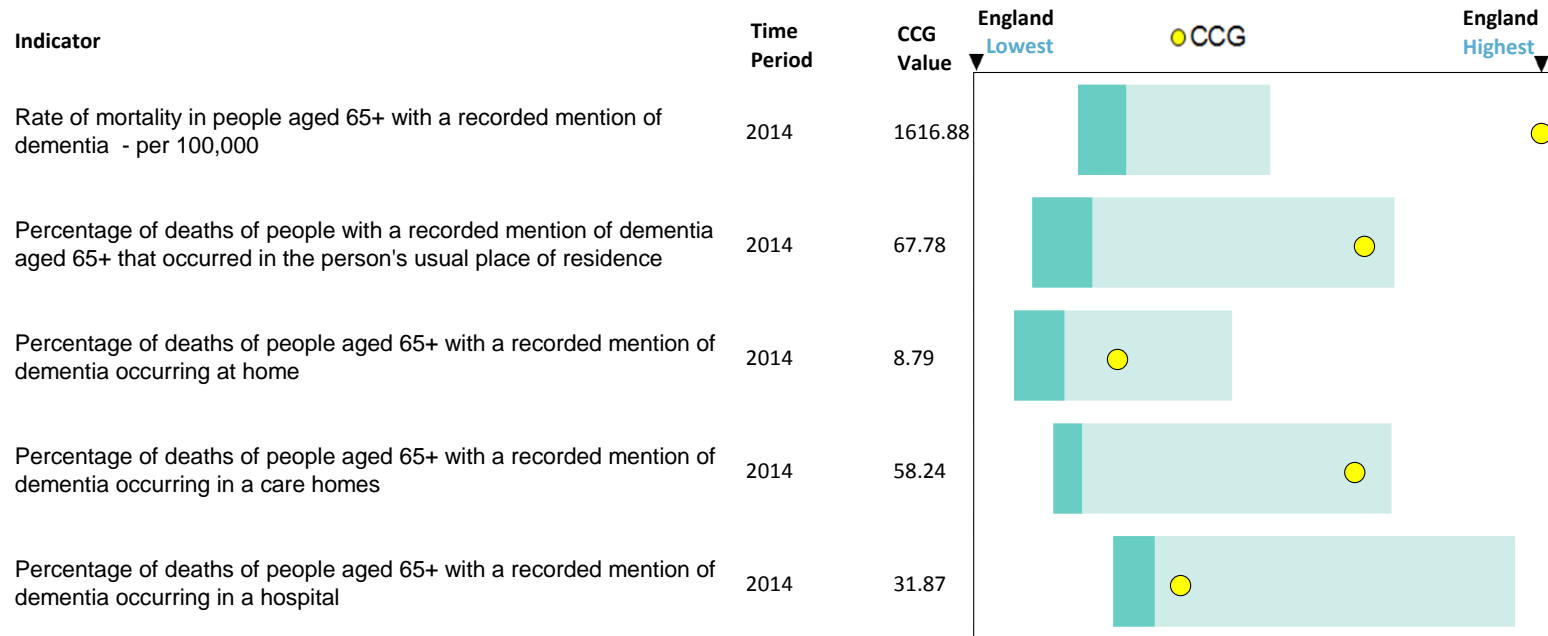 Indicator
Time
Period
CCG
Value
England
Lowest
CCG
England
Highest
Rate of mortality in people aged 65+ with a recorded mention of
dementia - per 100,000
2014
1616.88
Percentage of deaths of people with a recorded mention of dementia
aged 65+ that occurred in the person's usual place of residence
2014
67.78
Percentage of deaths of people aged 65+ with a recorded mention of
dementia occurring at home
2014
8.79
Percentage of deaths of people aged 65+ with a recorded mention of
dementia occurring in a care homes
2014
58.24
Percentage of deaths of people aged 65+ with a recorded mention of
dementia occurring in a hospital
2014
31.87